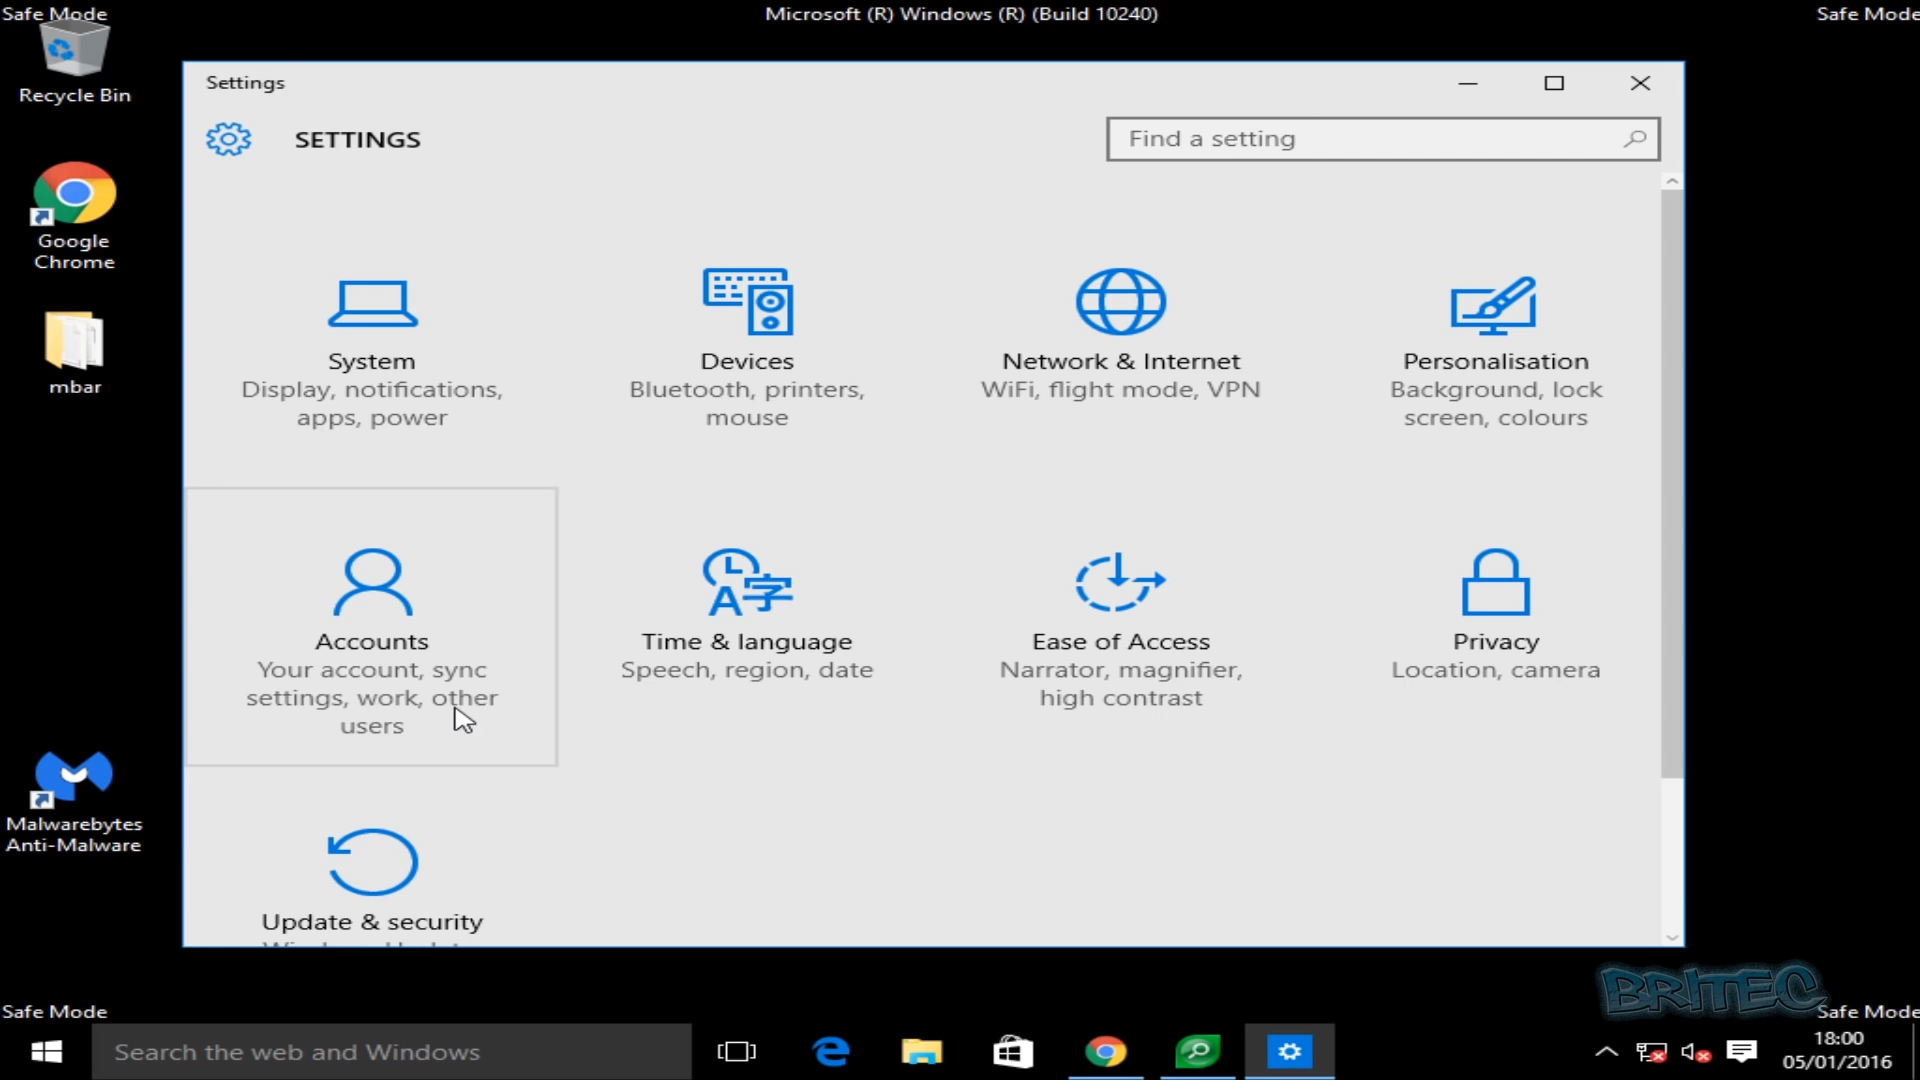 Safe Mode
Microsoft (R) Windows (R) (Build 10240)
Safe Mode
Recycle Bin
Google
Chrome
mbar
Malwarebytes
Anti-Malware
Settings
SETTINGS
Find a setting
System
Display, notifications,
apps, power
Devices
Bluetooth, printers,
mouse
Network & Internet
WiFi, flight mode, VPN
Personalisation
Background, lock
screen, colours
Accounts
Your account, sync
settings, work, other
users
Time & language
Speech, region, date
Ease of Access
Narrator, magnifier,
high contrast
Privacy
Location, camera
Update & security
BRITEC
Safe Mode
Safe Mode
Search the web and Windows
18:00
05/01/2016